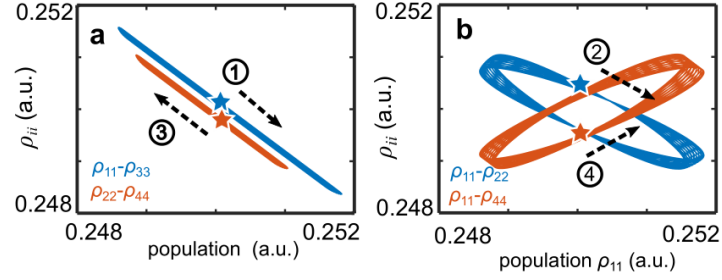 0.252
a
①
③
ρii (a.u.)
ρ11-ρ33
ρ22-ρ44
0.248
0.248
0.252
population (a.u.)
0.252
b
②
④
ρii (a.u.)
ρ11-ρ22
ρ11-ρ44
0.248
0.248
0.252
population ρ11 (a.u.)